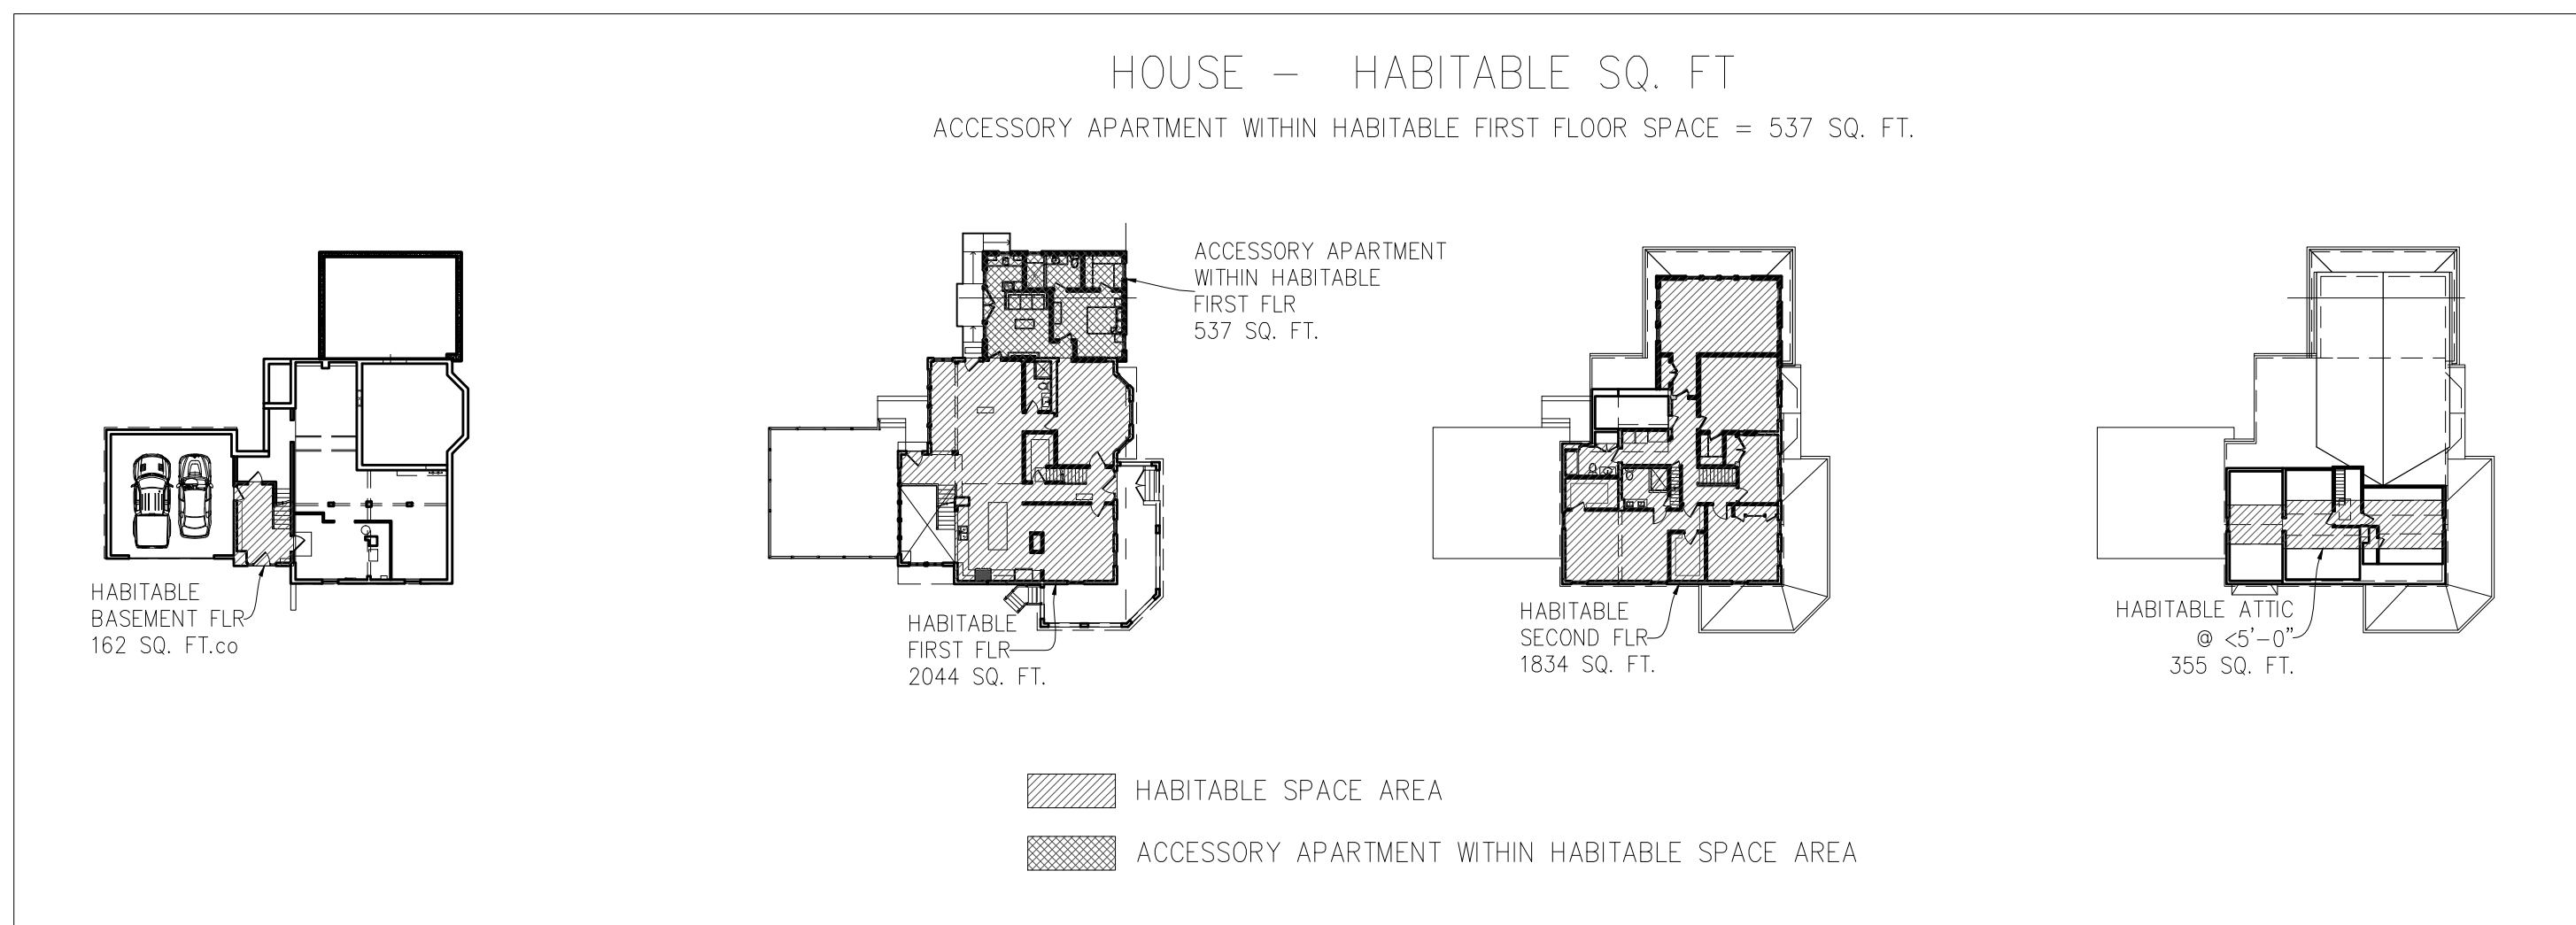 HOUSE - HABITABLE SQ. FT
ACCESSORY APARTMENT WITHIN HABITABLE FIRST FLOOR SPACE = 537 SQ. FT.
HABITABLE
BASEMENT FLR
162 SQ. FT.co
ACCESSORY APARTMENT
WITHIN HABITABLE
FIRST FLR
537 SQ. FT.
HABITABLE
FIRST FLR
2044 SQ. FT.
HABITABLE
SECOND FLR
1834 SQ. FT.
HABITABLE ATTIC
@ <5'-0"
355 SQ. FT.
HABITABLE SPACE AREA
ACCESSORY APARTMENT WITHIN HABITABLE SPACE AREA